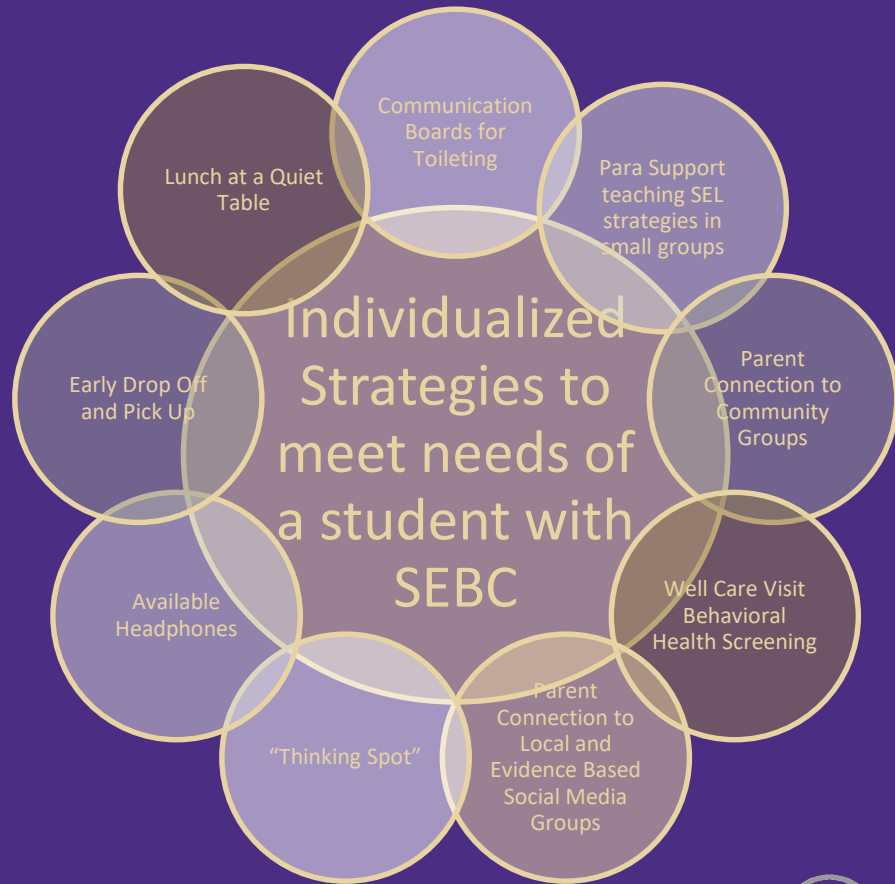 Individualized
Strategies to
meet needs of
a student with
SEBC
Communication
Boards for
Toileting
Para Support
teaching SEL
strategies in
small groups
Parent
Connection to
Community
Groups
Well Care Visit
Behavioral
Health Screening
Parent
Connection to
Local and
Evidence Based
Social Media
Groups
“Thinking Spot”
Available
Headphones
Early Drop Off
and Pick Up
Lunch at a Quiet
Table